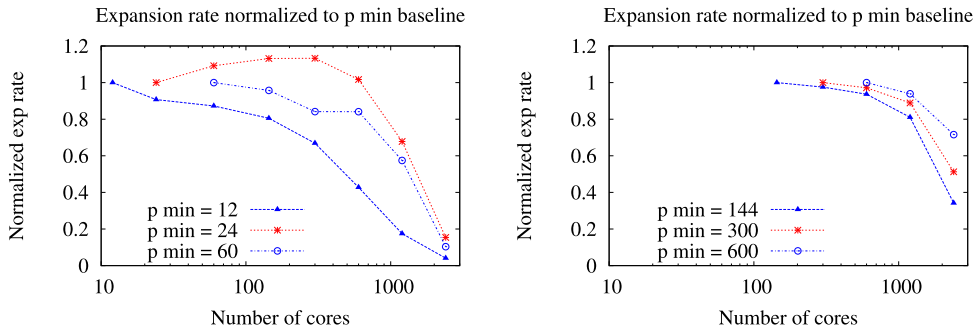 Expansion rate normalized to p min baseline
1.2
1
0.8
0.6
0.4
0.2
0
Normalized exp rate
p min = 12
p min = 24
p min = 60
10 100 1000
Number of cores
Expansion rate normalized to p min baseline
1.2
1
0.8
0.6
0.4
0.2
0
Normalized exp rate
p min = 144
p min = 300
p min = 600
10 100 1000
Number of cores